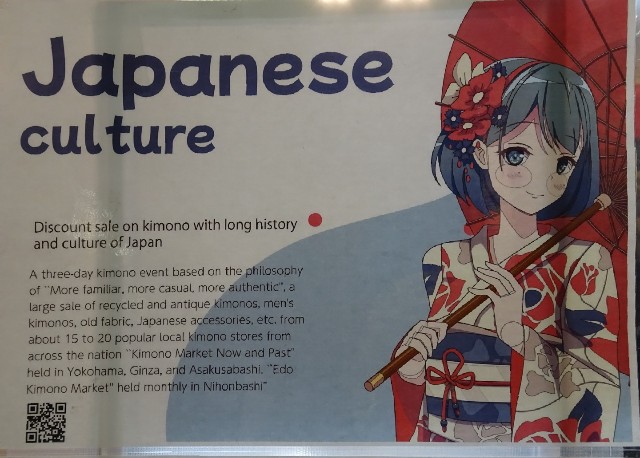 Japanese
culture
Discount sale on kimono with long history
and culture of Japan
A three-day kimono event based on the philosophy
of "More familiar, more casual, more authentic", a
large sale of recycled and antique kimonos, men's
kimonos, old fabric, Japanese accessories, etc. from
about 15 to 20 popular local kimono stores from
across the nation "Kimono Market Now and Past"
held in Yokohama, Ginza, and Asakusabashi. "Edo
Kimono Market" held monthly in Nihonbashi"